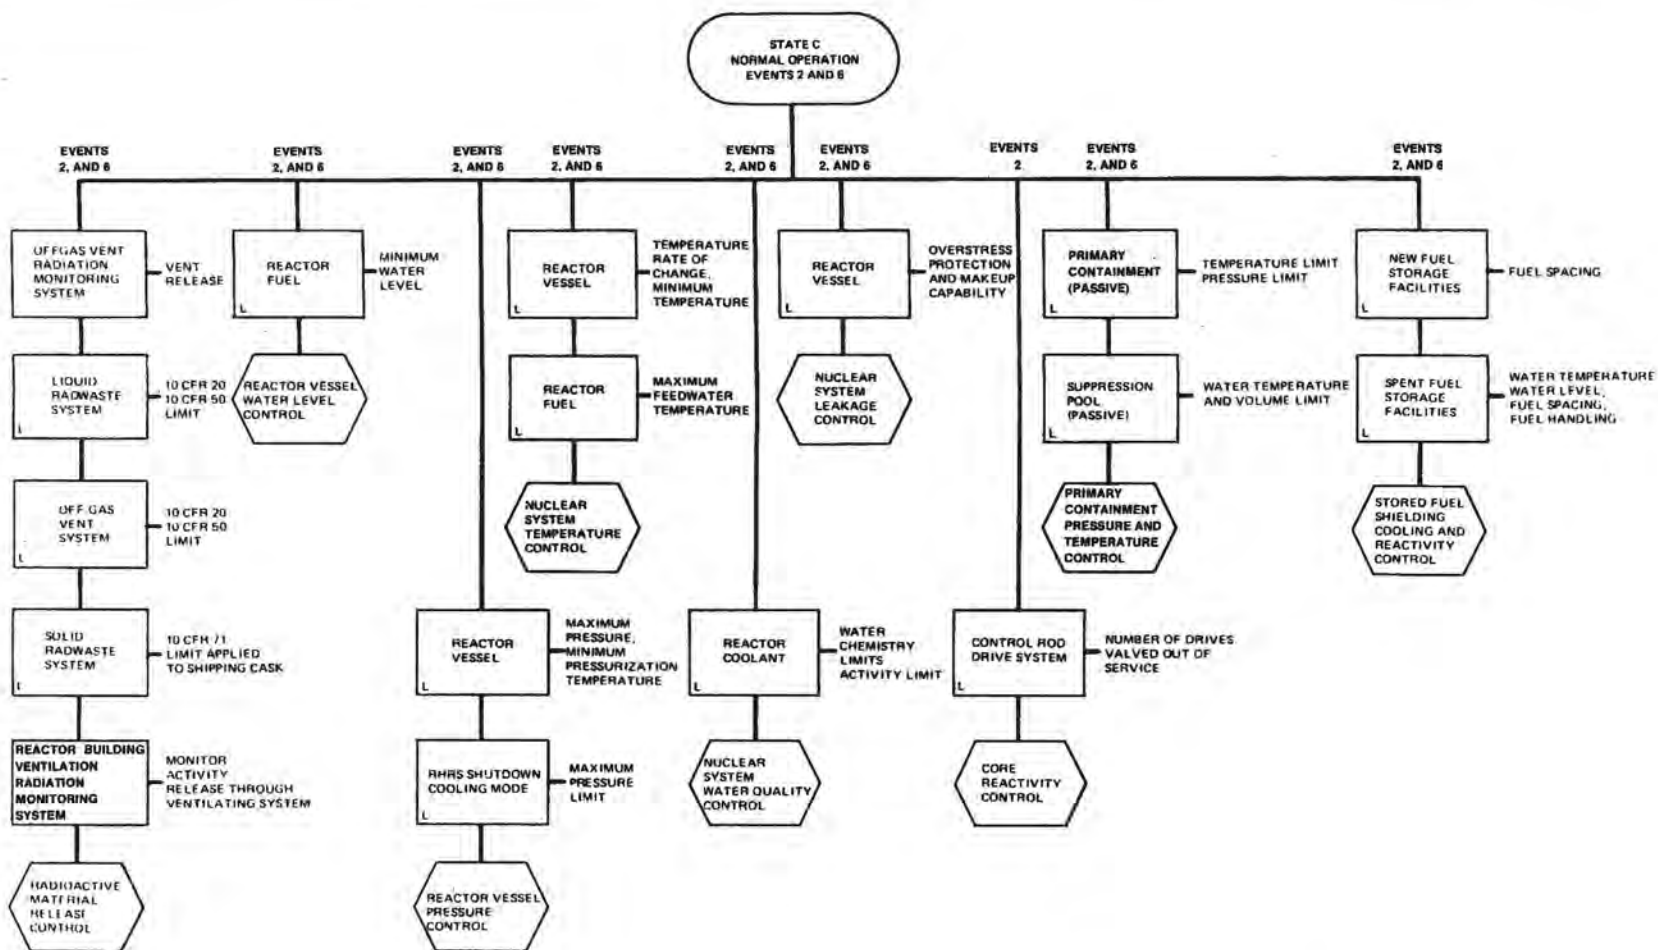 STATE C
NORMAL OPERATION
EVENTS 2 AND 6
EVENTS
2, AND 6
EVENTS
2, AND 6
EVENTS
2, AND 6
EVENTS
2, AND 6
EVENTS
2, AND 6
EVENTS
2, AND 6
EVENTS
2
EVENTS
2, AND 6
EVENTS
2, AND 6
OFFGAS VENT
RADIATION
MONITORING
SYSTEM
VENT
RELEASE
LIQUID
RADWASTE
SYSTEM
L
10 CFR 20
10 CFR 50
LIMIT
OFF-GAS
VENT
SYSTEM
L
10 CFR 20
10 CFR 50
LIMIT
SOLID
RADWASTE
SYSTEM
L
10 CFR 71
LIMIT APPLIED
TO SHIPPING CASK
REACTOR BUILDING
VENTILATION
RADIATION
MONITORING
SYSTEM
MONITOR
ACTIVITY
RELEASE THROUGH
VENTILATING SYSTEM
RADIOACTIVE
MATERIAL
RELEASE
CONTROL
REACTOR
FUEL
L
MINIMUM
WATER
LEVEL
REACTOR VESSEL
WATER LEVEL
CONTROL
REACTOR
VESSEL
L
MAXIMUM
PRESSURE,
MINIMUM
PRESSURIZATION
TEMPERATURE
RHRS SHUTDOWN
COOLING MODE
L
MAXIMUM
PRESSURE
LIMIT
REACTOR VESSEL
PRESSURE
CONTROL
REACTOR
VESSEL
L
TEMPERATURE
RATE OF
CHANGE,
MINIMUM
TEMPERATURE
REACTOR
FUEL
L
MAXIMUM
FEEDWATER
TEMPERATURE
NUCLEAR
SYSTEM
TEMPERATURE
CONTROL
REACTOR
COOLANT
L
WATER
CHEMISTRY
LIMITS
ACTIVITY LIMIT
NUCLEAR
SYSTEM
WATER QUALITY
CONTROL
REACTOR
VESSEL
L
OVERSTRESS
PROTECTION
AND MAKEUP
CAPABILITY
NUCLEAR
SYSTEM
LEAKAGE
CONTROL
CONTROL ROD
DRIVE SYSTEM
L
NUMBER OF DRIVES
VALVED OUT OF
SERVICE
CORE
REACTIVITY
CONTROL
PRIMARY
CONTAINMENT
(PASSIVE)
L
TEMPERATURE LIMIT
PRESSURE LIMIT
SUPPRESSION
POOL
(PASSIVE)
L
WATER TEMPERATURE
AND VOLUME LIMIT
PRIMARY
CONTAINMENT
PRESSURE AND
TEMPERATURE
CONTROL
NEW FUEL
STORAGE
FACILITIES
L
FUEL SPACING
SPENT FUEL
STORAGE
FACILITIES
L
WATER TEMPERATURE
WATER LEVEL,
FUEL SPACING,
FUEL HANDLING
STORED FUEL
SHIELDING
COOLING AND
REACTIVITY
CONTROL